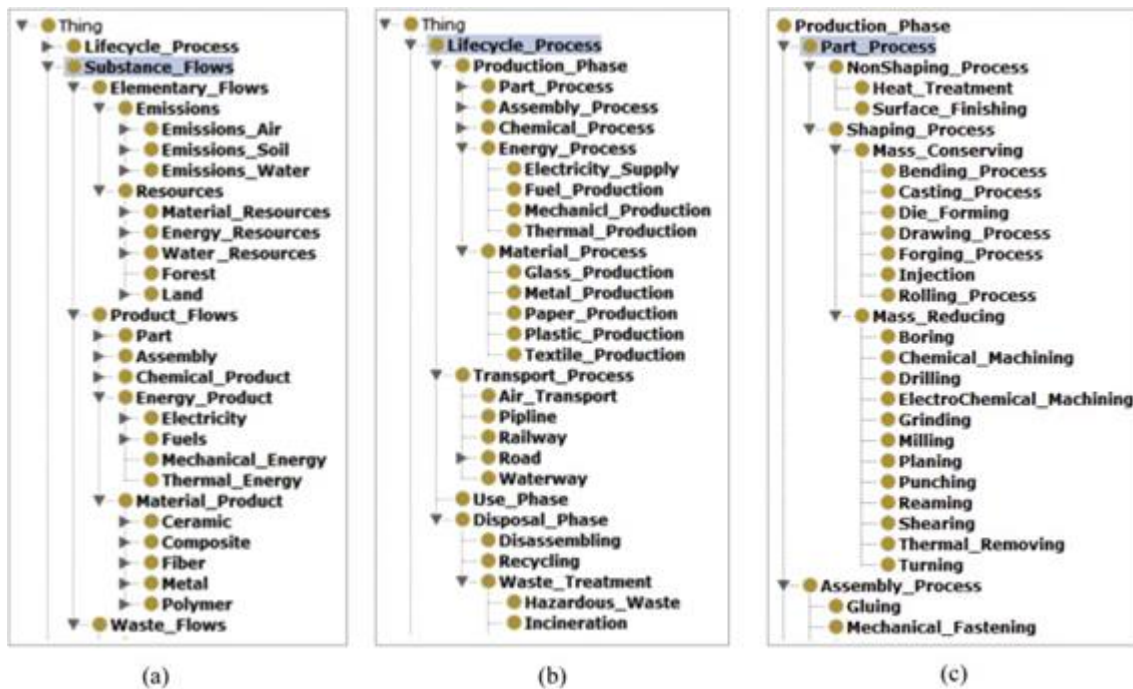 Thing
Lifecycle_Process
Substance_Flows
Elementary_Flows
Emissions
Emissions_Air
Emissions_Soil
Emissions_Water
Resources
Material_Resources
Energy_Resources
Water_Resources
Forest
Land
Product_Flows
Part
Assembly
Chemical_Product
Energy_Product
Electricity
Fuels
Mechanical_Energy
Thermal_Energy
Material_Product
Ceramic
Composite
Fiber
Metal
Polymer
Waste_Flows
(a)
Thing
Lifecycle_Process
Production_Phase
Part_Process
Assembly_Process
Chemical_Process
Energy_Process
Electricity_Supply
Fuel_Production
Mechanicl_Production
Thermal_Production
Material_Process
Glass_Production
Metal_Production
Paper_Production
Plastic_Production
Textile_Production
Transport_Process
Air_Transport
Pipline
Railway
Road
Waterway
Use_Phase
Disposal_Phase
Disassembling
Recycling
Waste_Treatment
Hazardous_Waste
Incineration
(b)
Production_Phase
Part_Process
NonShaping_Process
Heat_Treatment
Surface_Finishing
Shaping_Process
Mass_Conserving
Bending_Process
Casting_Process
Die_Forming
Drawing_Process
Forging_Process
Injection
Rolling_Process
Mass_Reducing
Boring
Chemical_Machining
Drilling
ElectroChemical_Machining
Grinding
Milling
Planing
Punching
Reaming
Shearing
Thermal_Removing
Turning
Assembly_Process
Gluing
Mechanical_Fastening
(c)